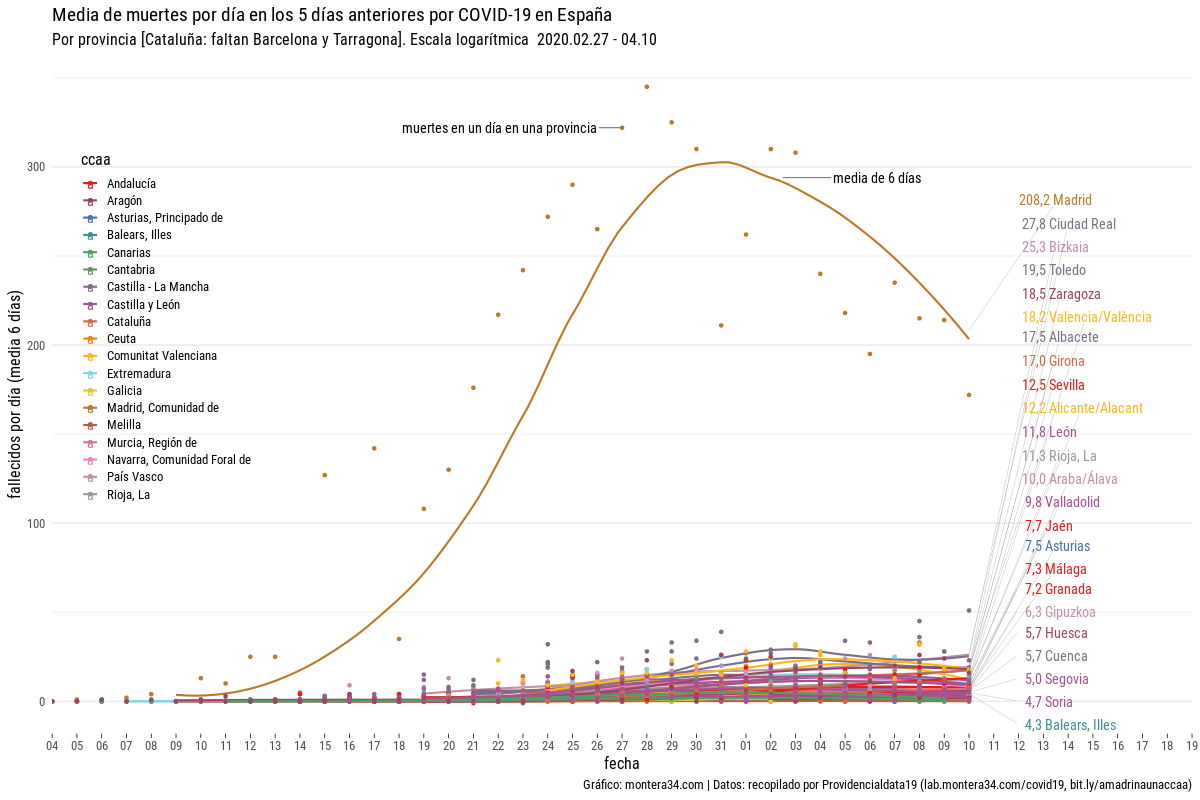 Media de muertes por día en los 5 días anteriores por COVID-19 en España
Por provincia [Cataluña: faltan Barcelona y Tarragona]. Escala logarítmica 2020.02.27 - 04.10
muertes en un día en una provincia
media de 6 días
ccaa
Andalucía
Aragón
Asturias, Principado de
Balears, Illes
Canarias
Cantabria
Castilla - La Mancha
Castilla y León
Cataluña
Ceuta
Comunitat Valenciana
Extremadura
Galicia
Madrid, Comunidad de
Melilla
Murcia, Región de
Navarra, Comunidad Foral de
País Vasco
Rioja, La
208,2 Madrid
27,8 Ciudad Real
25,3 Bizkaia
19,5 Toledo
18,5 Zaragoza
18,2 Valencia/València
17,5 Albacete
17,0 Girona
12,5 Sevilla
12,2 Alicante/Alacant
11,8 León
11,3 Rioja, La
10,0 Araba/Álava
9,8 Valladolid
7,7 Jaén
7,5 Asturias
7,3 Málaga
7,2 Granada
6,3 Gipuzkoa
5,7 Huesca
5,7 Cuenca
5,0 Segovia
4,7 Soria
4,3 Balears, Illes
fallecidos por día (media 6 días)
300
200
100
0
04 05 06 07 08 09 10 11 12 13 14 15 16 17 18 19 20 21 22 23 24 25 26 27 28 29 30 31 01 02 03 04 05 06 07 08 09 10 11 12 13 14 15 16 17 18 19
fecha
Gráfico: montera34.com | Datos: recopilado por Providencialdata19 (lab.montera34.com/covid19, bit.ly/amadrinaunaccaa)